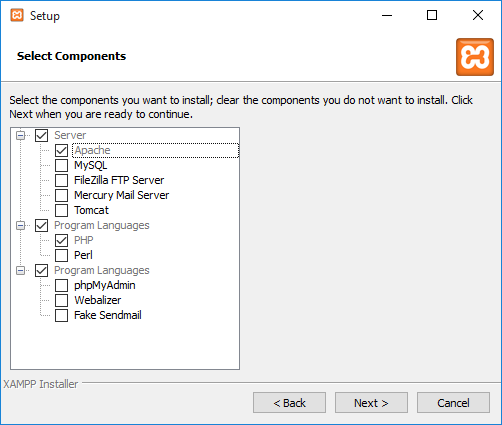 Setup
Select Components
Select the components you want to install; clear the components you do not want to install. Click
Next when you are ready to continue.
Server
Apache
MySQL
FileZilla FTP Server
Mercury Mail Server
Tomcat
Program Languages
PHP
Perl
Program Languages
phpMyAdmin
Webalizer
Fake Sendmail
XAMPP Installer
< Back
Next >
Cancel